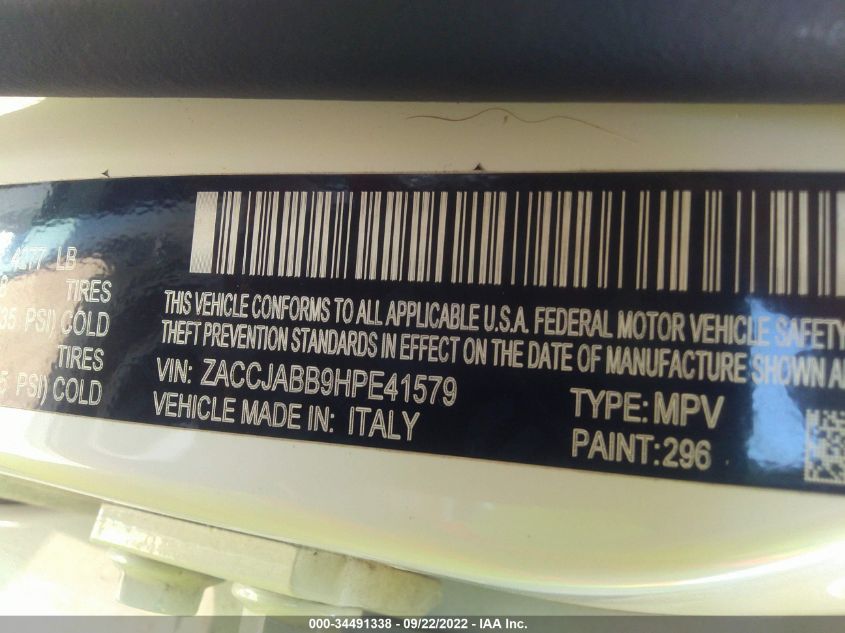 4277 LB
TIRES
35 PSI) COLD
TIRES
PSI) COLD
THIS VEHICLE CONFORMS TO ALL APPLICABLE U.S.A. FEDERAL MOTOR VEHICLE SAFETY
THEFT PREVENTION STANDARDS IN EFFECT ON THE DATE OF MANUFACTURE SHOWN
VIN: ZACCJABB9HPE41579
VEHICLE MADE IN: ITALY
TYPE: MPV
PAINT: 296
000-34491338 - 09/22/2022 - IAA Inc.